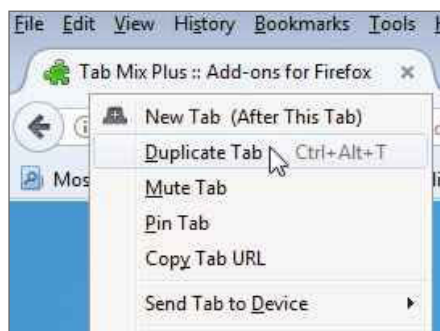 File Edit View History Bookmarks Tools
Tab Mix Plus :: Add-ons for Firefox ×
New Tab (After This Tab)
Duplicate Tab Ctrl+Alt+T
Mos
Mute Tab
Pin Tab
Copy Tab URL
Send Tab to Device